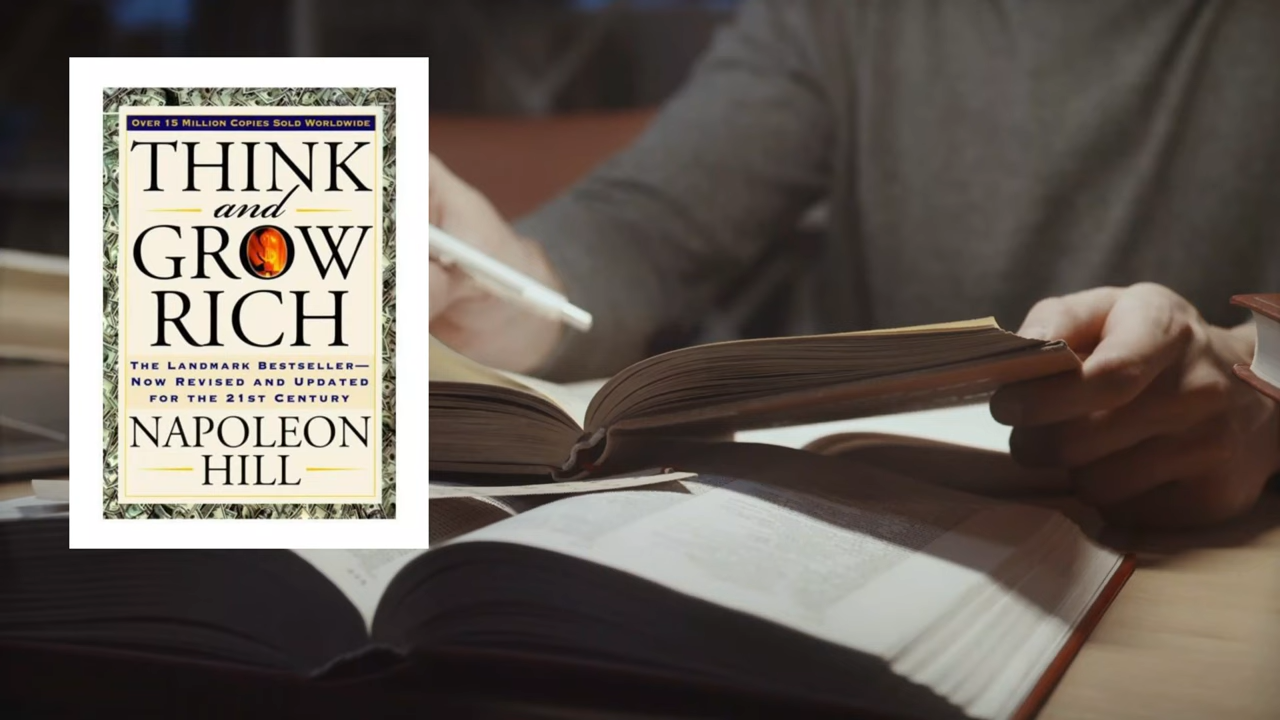 OVER 15 MILLION COPIES SOLD WORLDWIDE
THINK
and
GROW
RICH
THE LANDMARK BESTSELLER—
NOW REVISED AND UPDATED
FOR THE 21ST CENTURY
NAPOLEON
HILL